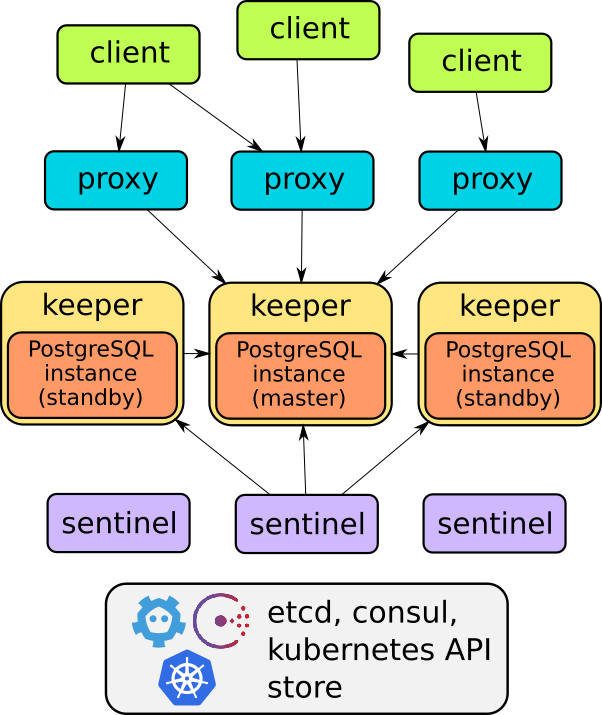 client
client
client
proxy
proxy
proxy
keeper
PostgreSQL
instance
(standby)
keeper
PostgreSQL
instance
(master)
keeper
PostgreSQL
instance
(standby)
sentinel
sentinel
sentinel
etcd, consul,
kubernetes API
store